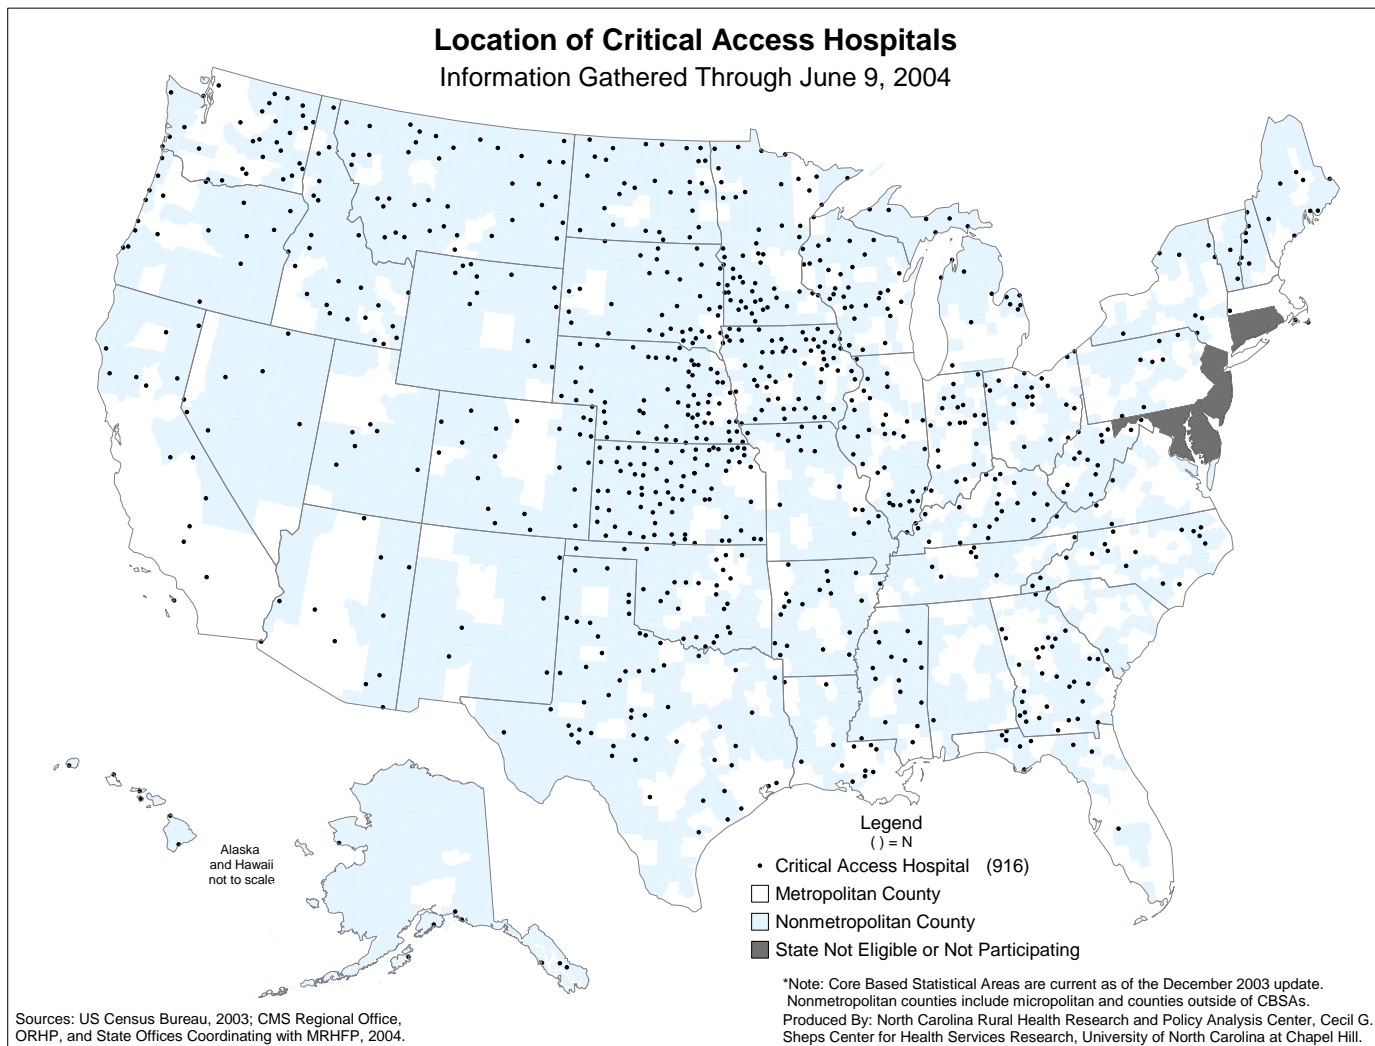 Location of Critical Access Hospitals
Information Gathered Through June 9, 2004
Alaska
and Hawaii
not to scale
Legend
( ) = N
Critical Access Hospital (916)
Metropolitan County
Nonmetropolitan County
State Not Eligible or Not Participating
*Note: Core Based Statistical Areas are current as of the December 2003 update.
Nonmetropolitan counties include micropolitan and counties outside of CBSAs.
Sources: US Census Bureau, 2003; CMS Regional Office,
ORHP, and State Offices Coordinating with MRHFP, 2004.
Produced By: North Carolina Rural Health Research and Policy Analysis Center, Cecil G.
Sheps Center for Health Services Research, University of North Carolina at Chapel Hill.